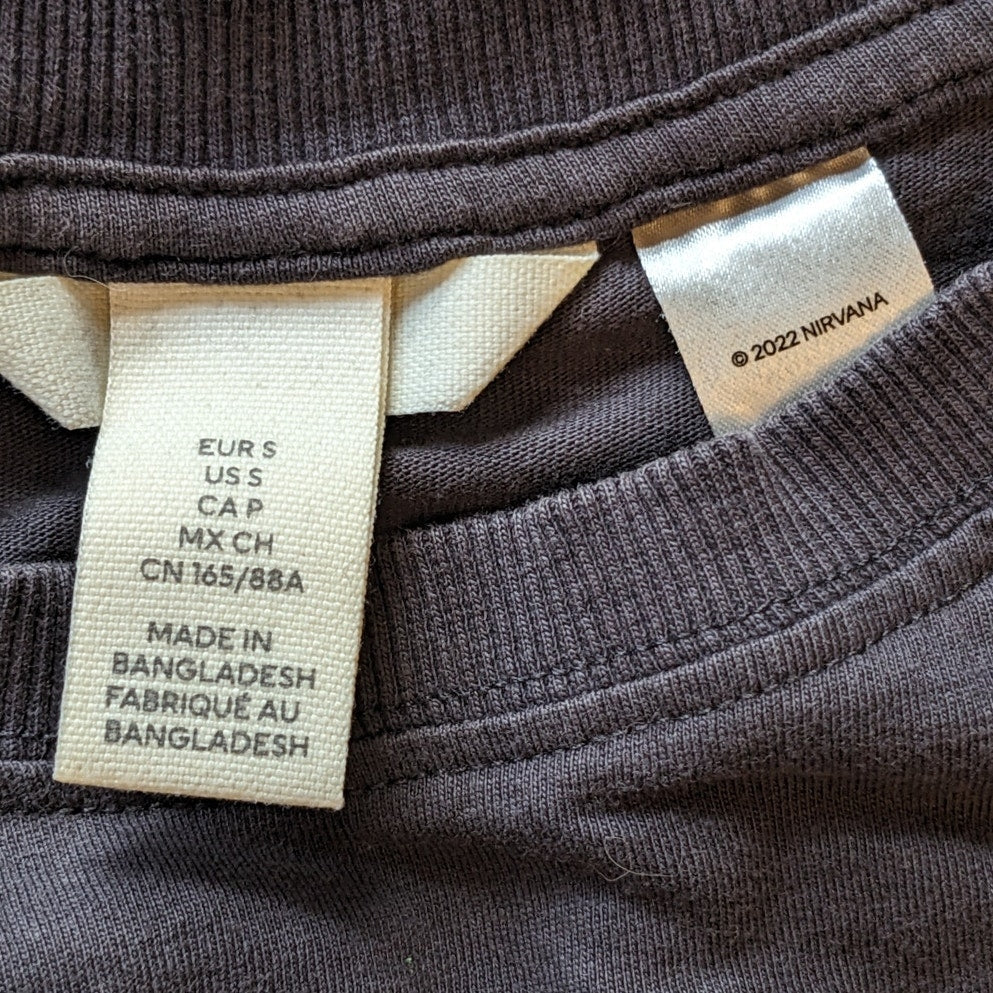 EUR S
US S
CA P
MX CH
CN 165/88A
MADE IN
BANGLADESH
FABRIQUÉ AU
BANGLADESH
© 2022 NIRVANA